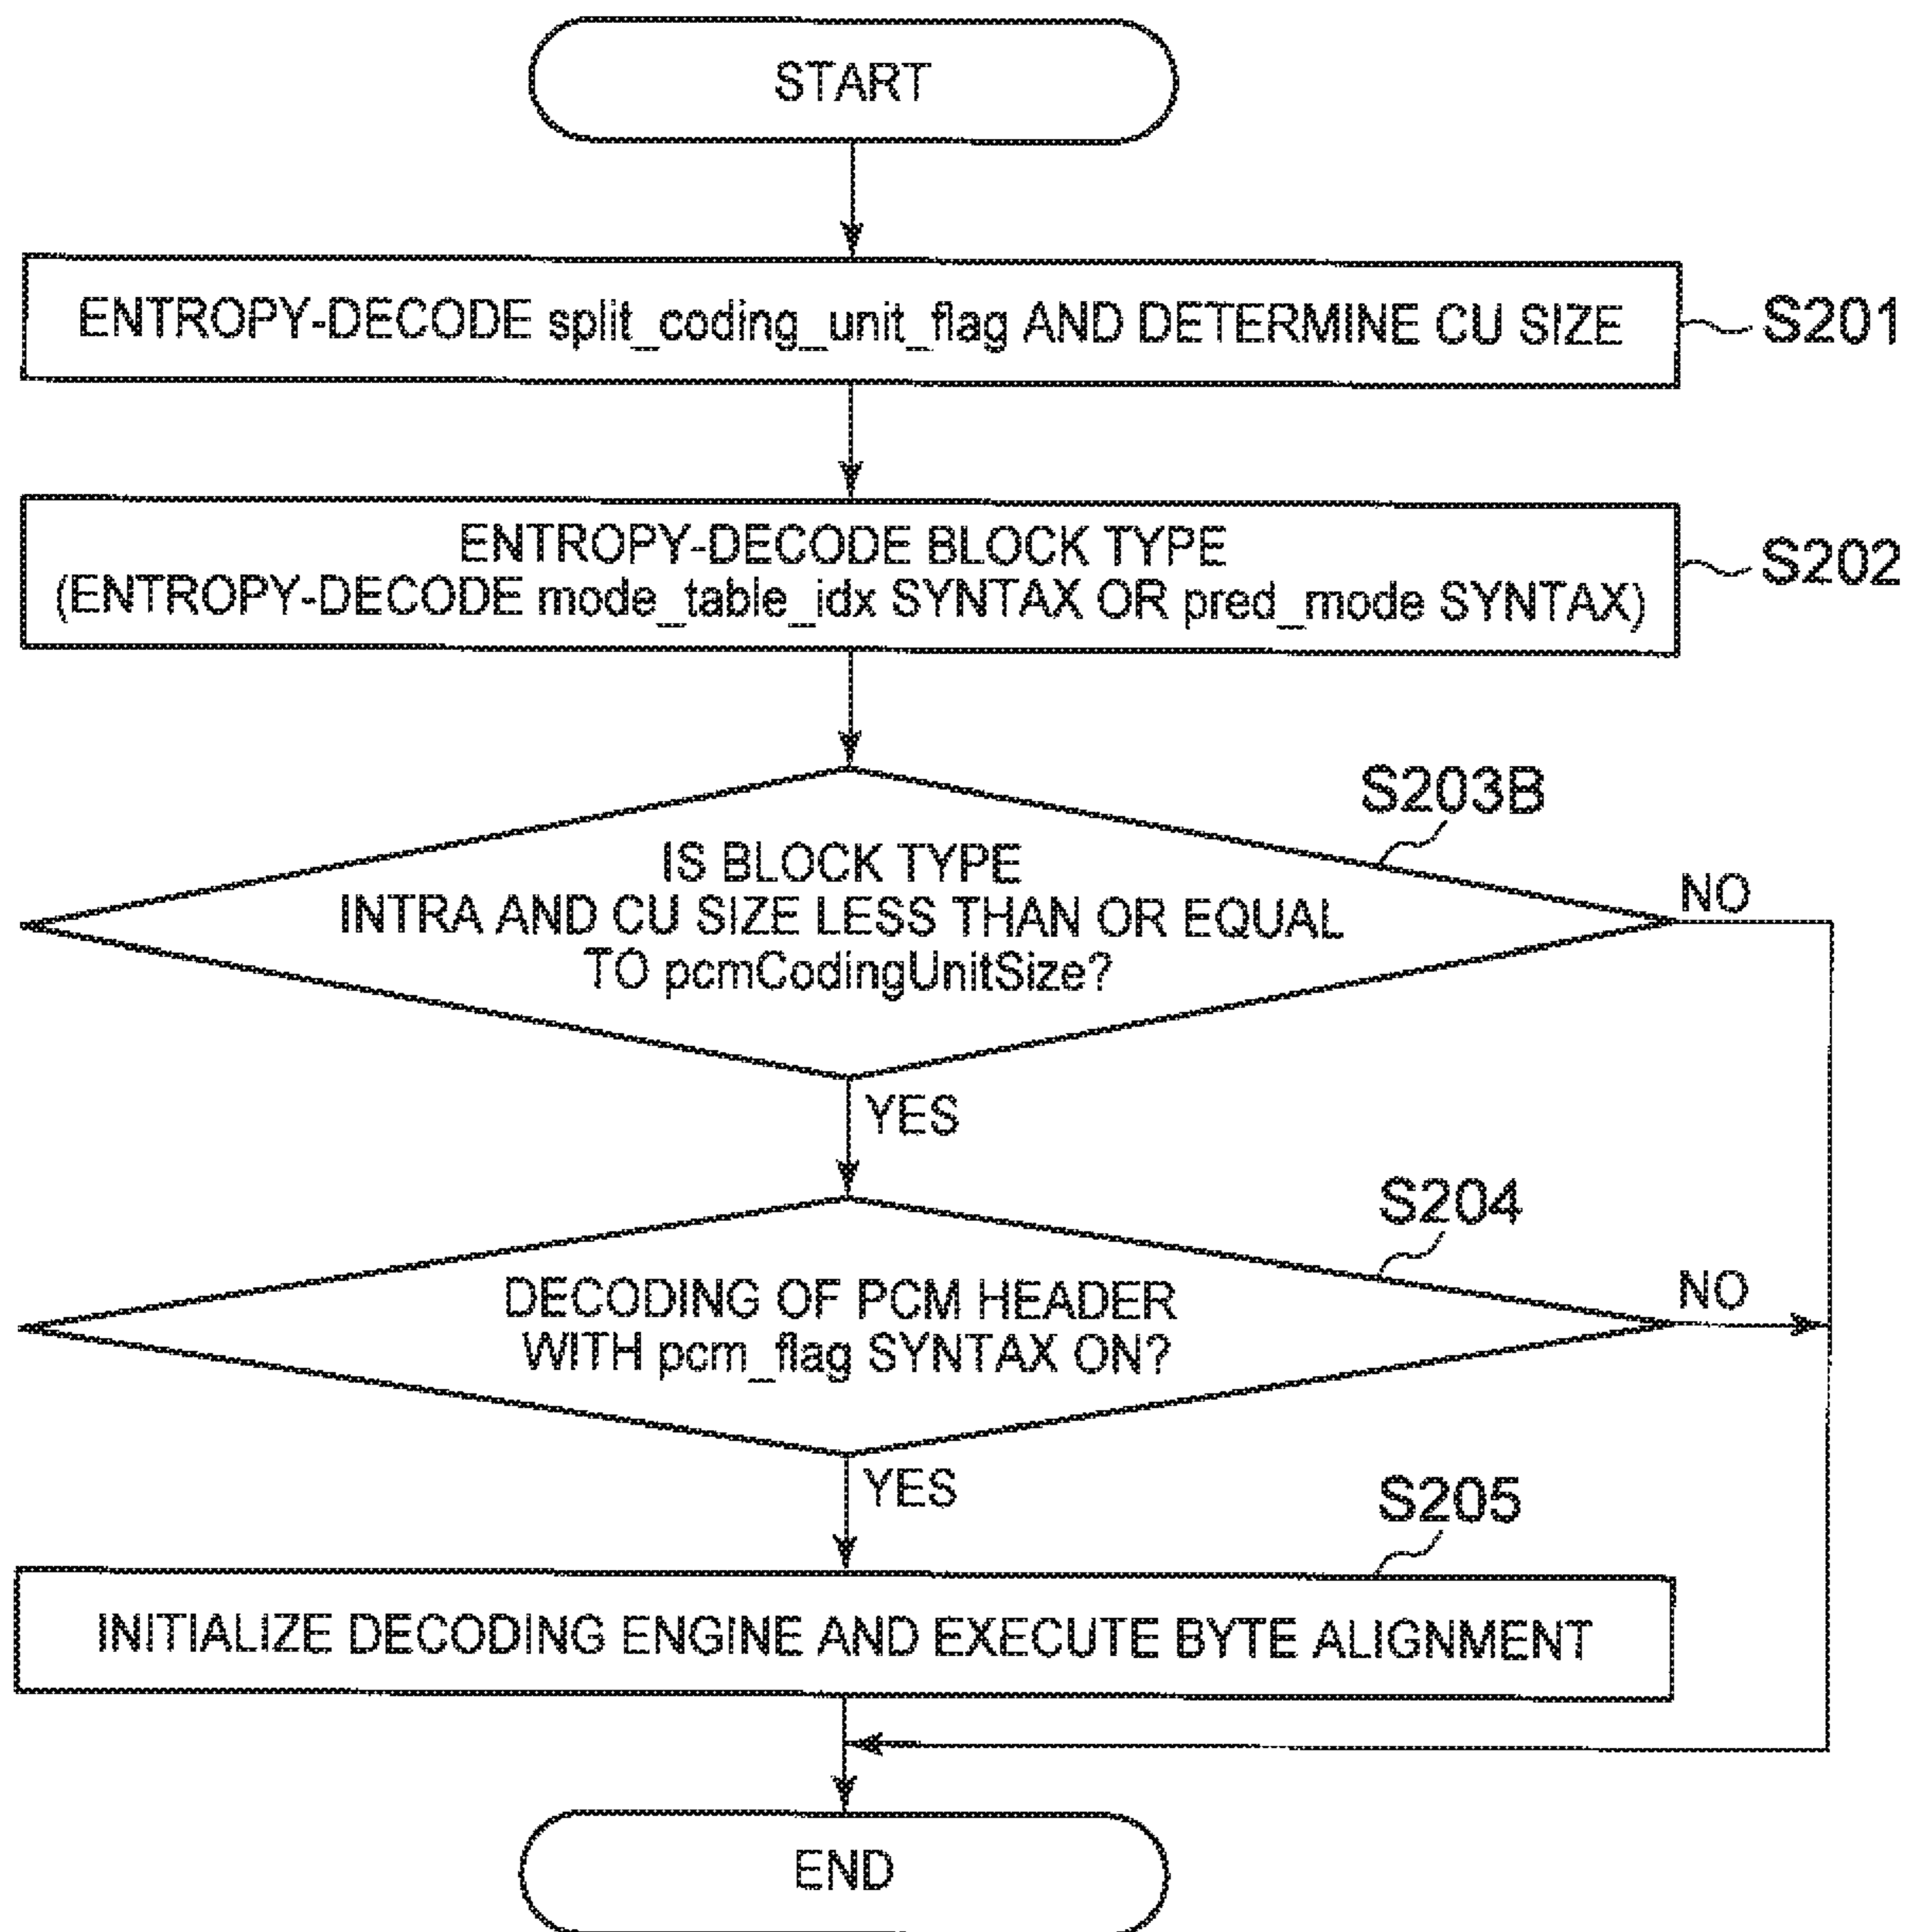 START
ENTROPY-DECODE split_coding_unit_flag AND DETERMINE CU SIZE
S201
ENTROPY-DECODE BLOCK TYPE
(ENTROPY-DECODE mode_table_idx SYNTAX OR pred_mode SYNTAX)
S202
S203B
IS BLOCK TYPE
INTRA AND CU SIZE LESS THAN OR EQUAL
TO pcmCodingUnitSize?
NO
YES
S204
DECODING OF PCM HEADER
WITH pcm_flag SYNTAX ON?
NO
YES
S205
INITIALIZE DECODING ENGINE AND EXECUTE BYTE ALIGNMENT
END